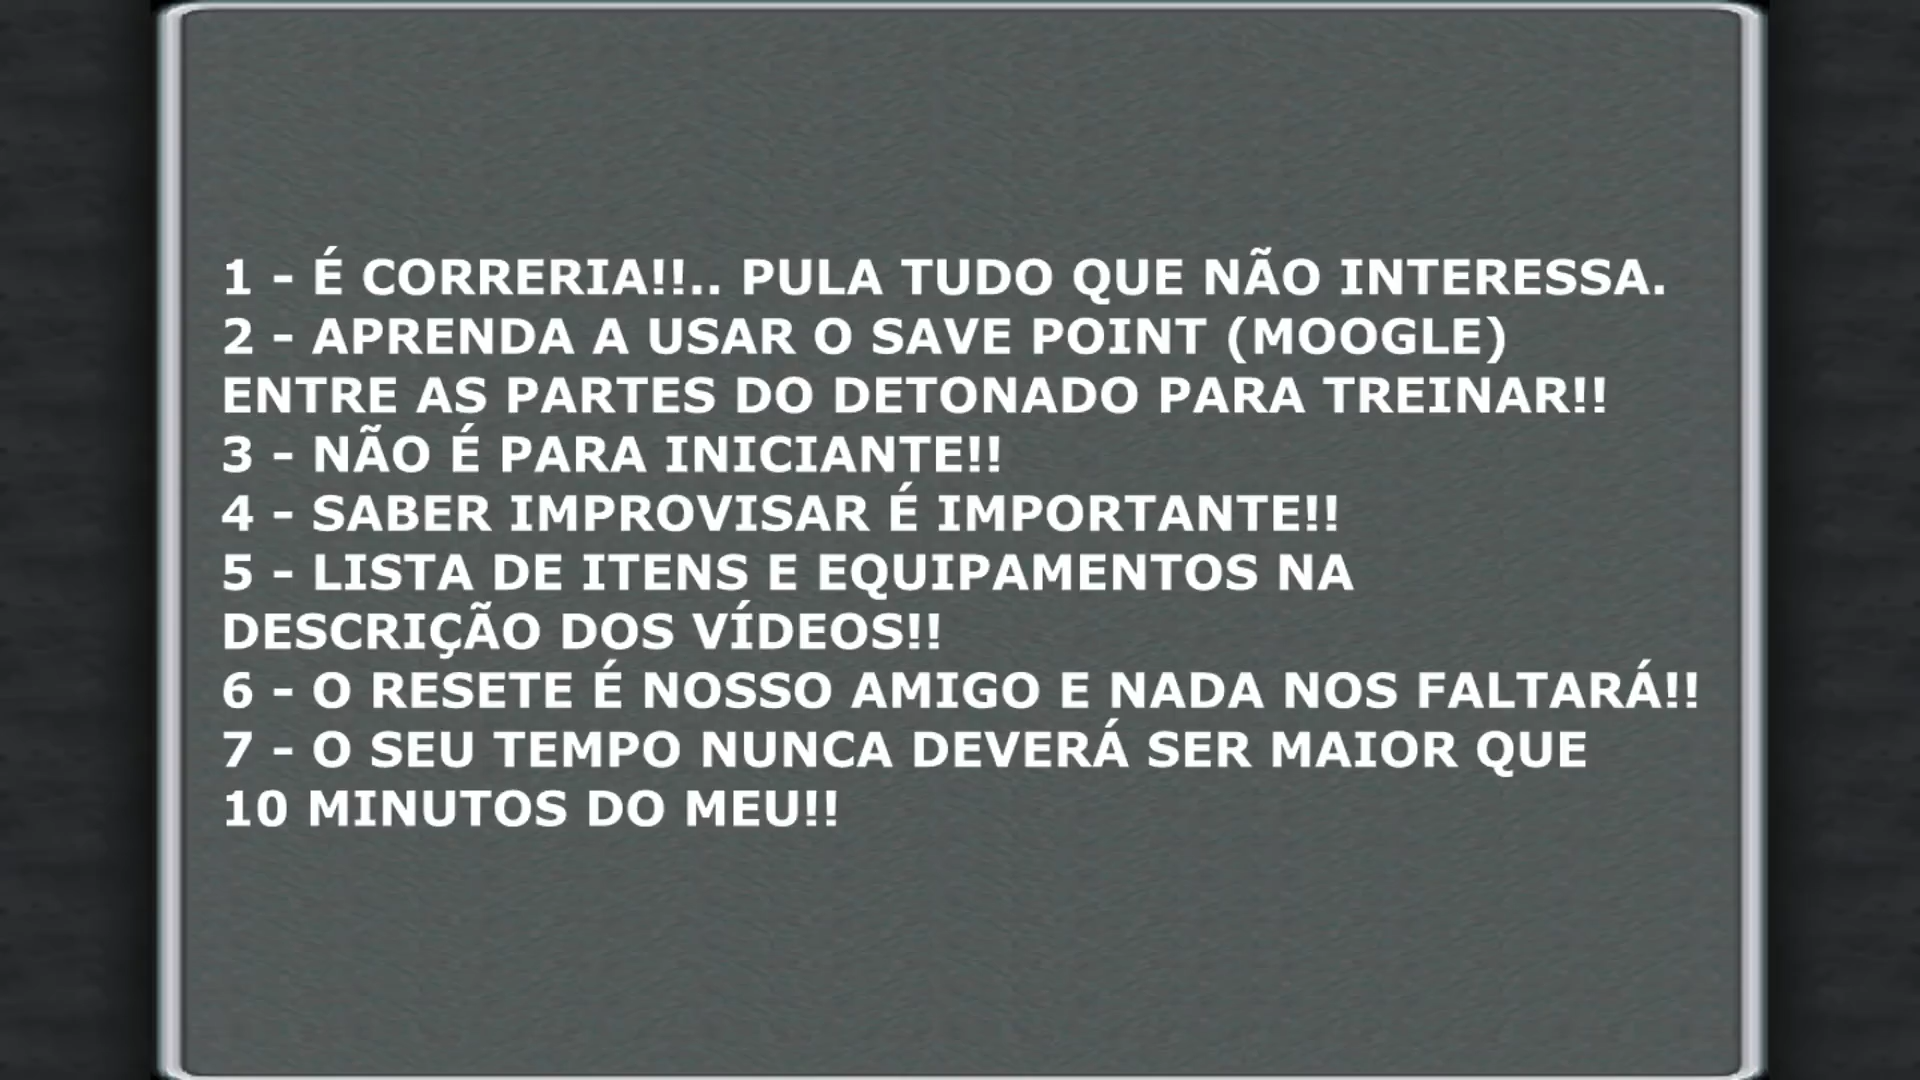 1 - É CORRERIA!!.. PULA TUDO QUE NÃO INTERESSA.
2 - APRENDA A USAR O SAVE POINT (MOOGLE)
ENTRE AS PARTES DO DETONADO PARA TREINAR!!
3 - NÃO É PARA INICIANTE!!
4 - SABER IMPROVISAR É IMPORTANTE!!
5 - LISTA DE ITENS E EQUIPAMENTOS NA
DESCRIÇÃO DOS VÍDEOS!!
6 - O RESETE É NOSSO AMIGO E NADA NOS FALTARÁ!!
7 - O SEU TEMPO NUNCA DEVERÁ SER MAIOR QUE
10 MINUTOS DO MEU!!